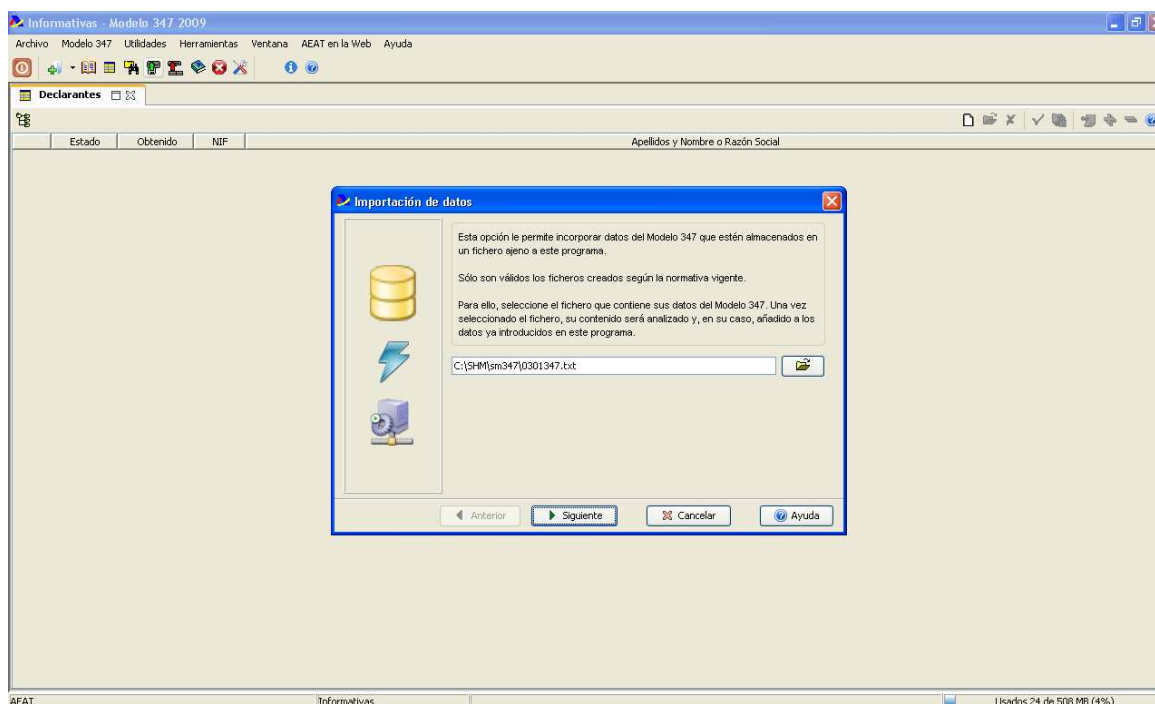 Informativas - Modelo 347 2009
Archivo Modelo 347 Utilidades Herramientas Ventana AEAT en la Web Ayuda
Declarantes
Estado Obtenido NIF Apellidos y Nombre o Razón Social
Importación de datos
Esta opción le permite incorporar datos del Modelo 347 que estén almacenados en
un fichero ajeno a este programa.
Sólo son válidos los ficheros creados según la normativa vigente.
Para ello, seleccione el fichero que contiene sus datos del Modelo 347. Una vez
seleccionado el fichero, su contenido será analizado y, en su caso, añadido a los
datos ya introducidos en este programa.
C:\SHM\sm347\0301347.txt
Anterior Siguiente Cancelar Ayuda
AEAT Informativas Usados 24 de 508 MB (4%)